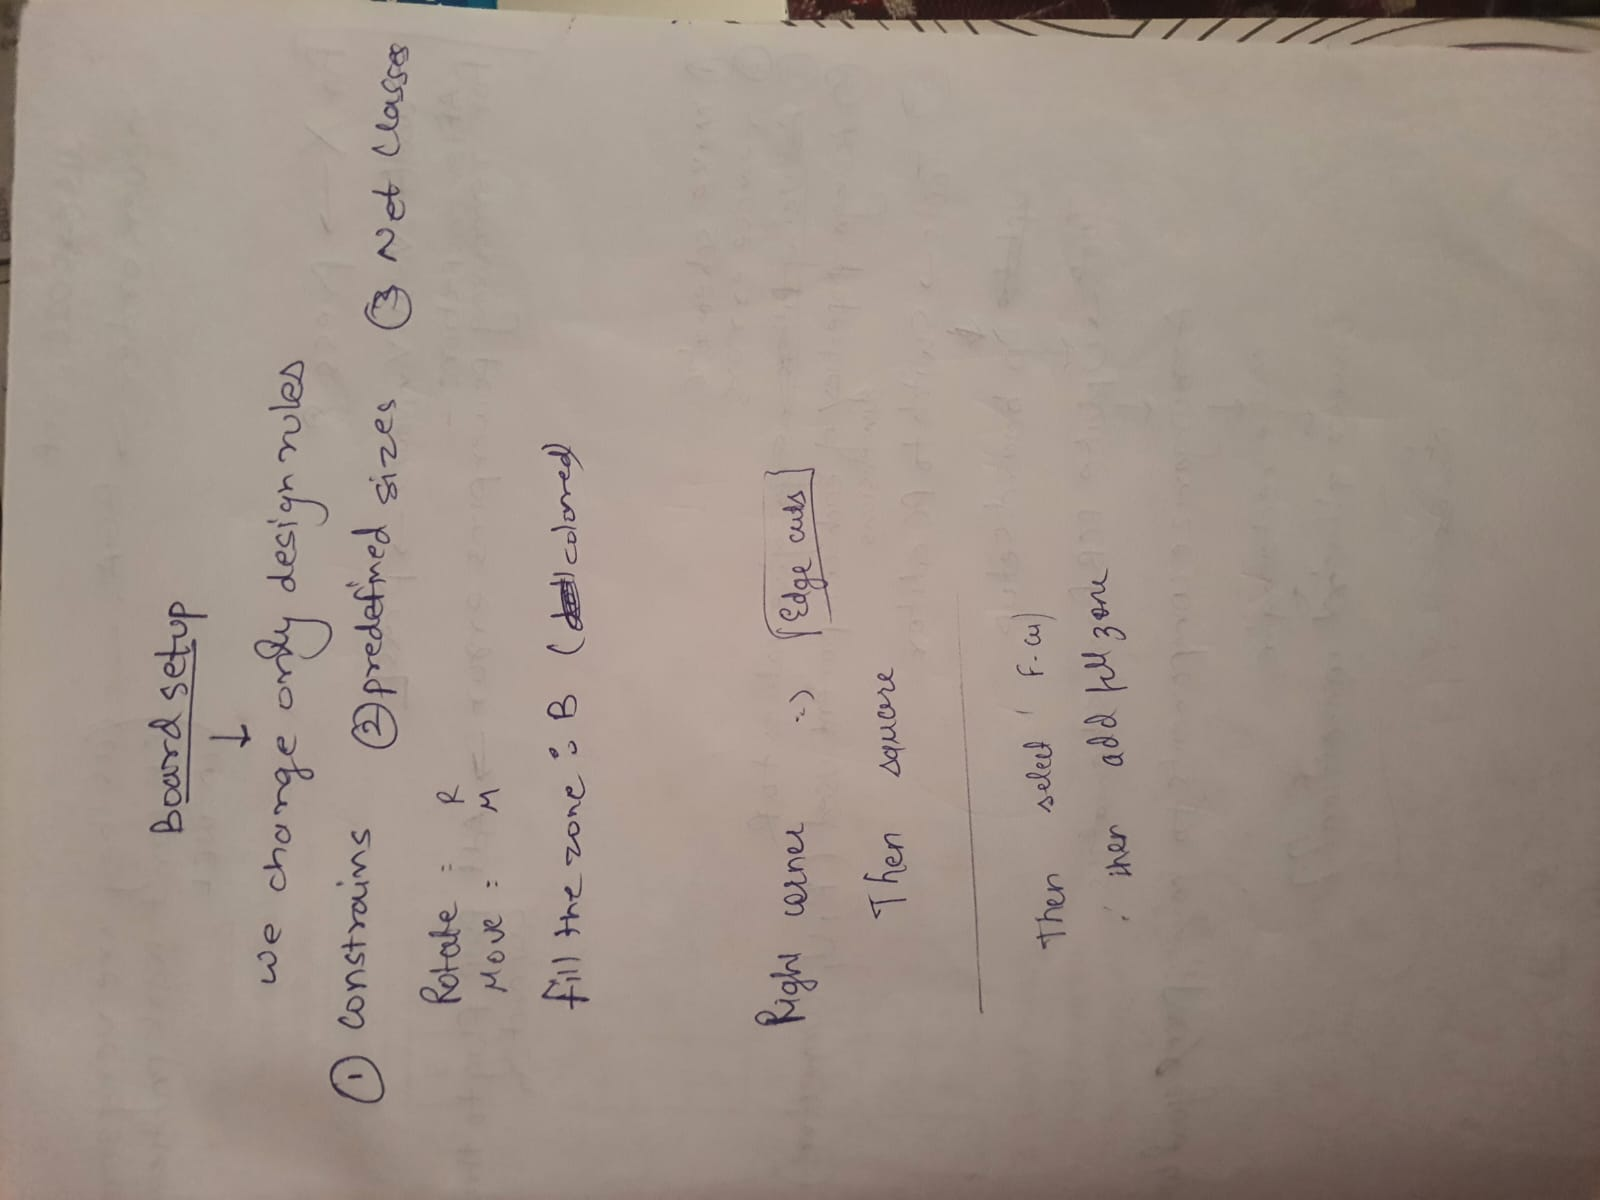 Board setup
↓
we change only design rules
① constrains ② predefined sizes ③ Net Classes
Rotate : R
Move : M
fill the zone : B ( colored)
Right corner => Edge cuts
Then square
Then select F.cu)
then add fill zone